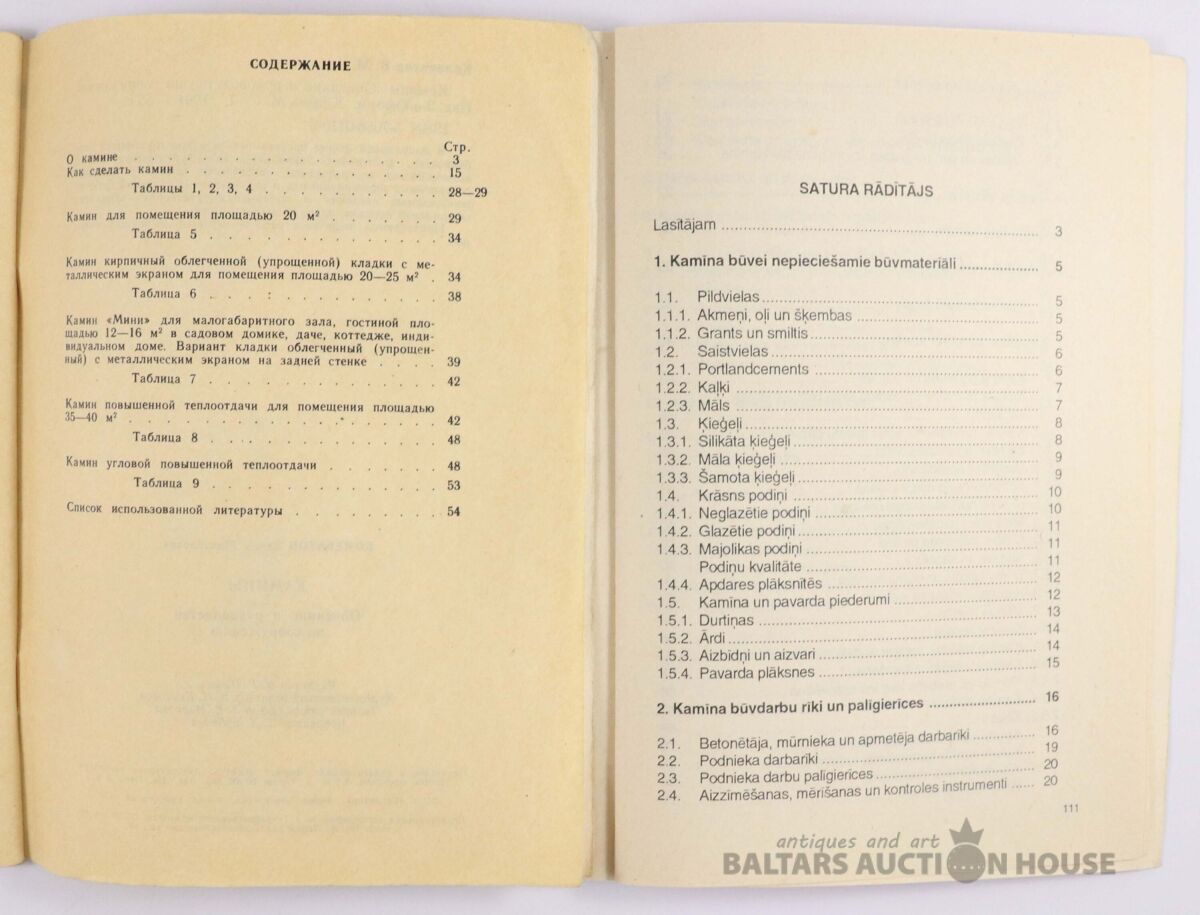 СОДЕРЖАНИЕ
Стр.
О камине . . . . . . . . . . . . . . . . . . 3
Как сделать камин . . . . . . . . . . . . . . 15
Таблицы 1, 2, 3, 4 . . . . . . . . . . 28—29
Камин для помещения площадью 20 м² . . . . . . . 29
Таблица 5 . . . . . . . . . . . . . 34
Камин кирпичный облегченной (упрощенной) кладки с ме-
таллическим экраном для помещения площадью 20—25 м² . 34
Таблица 6 . . . . . . . . . . . . . 38
Камин «Мини» для малогабаритного зала, гостиной пло-
щадью 12—16 м² в садовом домике, даче, коттедже, инди-
видуальном доме. Вариант кладки облегченный (упрощен-
ный) с металлическим экраном на задней стенке . . . . 39
Таблица 7 . . . . . . . . . . . . . 42
Камин повышенной теплоотдачи для помещения площадью
35—40 м² . . . . . . . . . . . . . . . . . 42
Таблица 8 . . . . . . . . . . . . . 48
Камин угловой повышенной теплоотдачи . . . . . . 48
Таблица 9 . . . . . . . . . . . . . 53
Список использованной литературы . . . . . . . . . 54
SATURA RĀDĪTĀJS
Lasītājam ........ 3
1. Kamīna būvei nepieciešamie būvmateriāli ........ 5
1.1. Pildvielas ........ 5
1.1.1. Akmeņi, oļi un šķembas ........ 5
1.1.2. Grants un smiltis ........ 5
1.2. Saistvielas ........ 6
1.2.1. Portlandcements ........ 6
1.2.2. Kaļķi ........ 7
1.2.3. Māls ........ 7
1.3. Ķieģeļi ........ 8
1.3.1. Silikāta ķieģeļi ........ 8
1.3.2. Māla ķieģeļi ........ 9
1.3.3. Šamota ķieģeļi ........ 9
1.4. Krāsns podiņi ........ 10
1.4.1. Neglazētie podiņi ........ 10
1.4.2. Glazētie podiņi ........ 11
1.4.3. Majolikas podiņi ........ 11
Podiņu kvalitāte ........ 11
1.4.4. Apdares plāksnītēs ........ 12
1.5. Kamīna un pavarda piederumi ........ 12
1.5.1. Durtiņas ........ 13
1.5.2. Ārdi ........ 14
1.5.3. Aizbīdņi un aizvari ........ 14
1.5.4. Pavarda plāksnes ........ 15
2. Kamīna būvdarbu rīki un palīgierīces ........ 16
2.1. Betonētāja, mūrnieka un apmetēja darbarīki ........ 16
2.2. Podnieka darbarīki ........ 19
2.3. Podnieka darbu palīgierīces ........ 20
2.4. Aizzīmēšanas, mērīšanas un kontroles instrumenti ...... 20
111
antiques and art
BALTARS AUCTION HOUSE